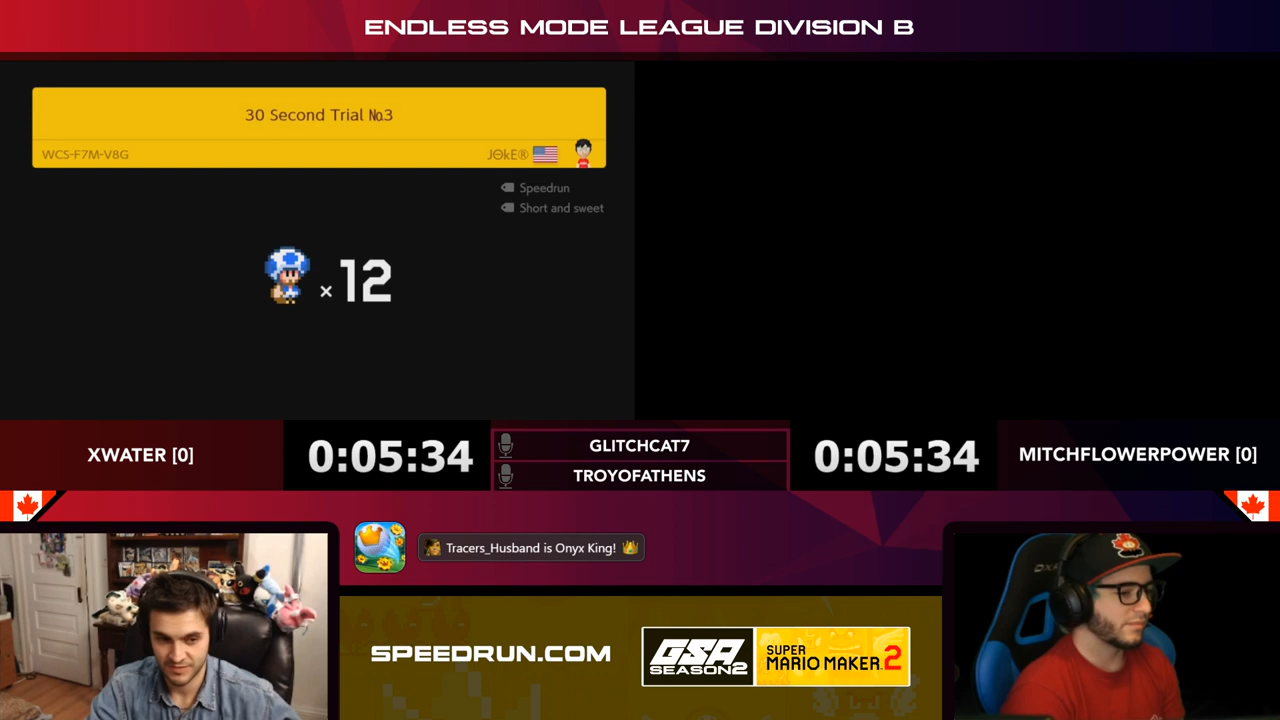 ENDLESS MODE LEAGUE DIVISION B
30 Second Trial №3
WCS-F7M-V8G
JΘkE®
Speedrun
Short and sweet
× 12
XWATER [0]
0:05:34
GLITCHCAT7
TROYOFATHENS
0:05:34
MITCHFLOWERPOWER [0]
Tracers_Husband is Onyx King!
SPEEDRUN.COM
GSA
SEASON2
SUPER
MARIO MAKER 2